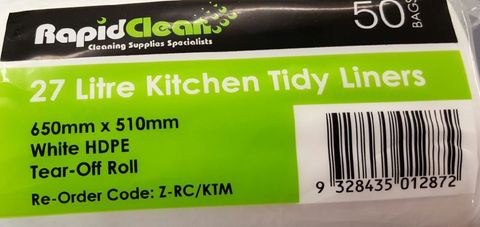 RapidClean
Cleaning Supplies Specialists
50
BAGS
27 Litre Kitchen Tidy Liners
650mm x 510mm
White HDPE
Tear-Off Roll
Re-Order Code: Z-RC/KTM
9 328435 012872